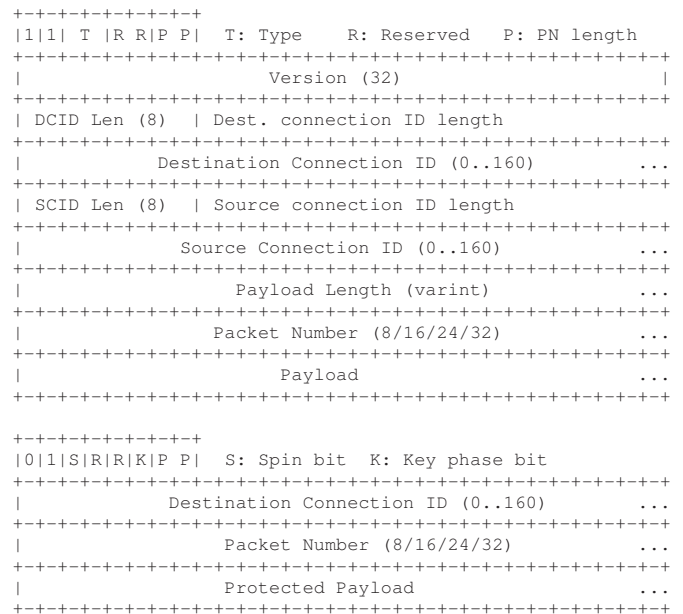 +-+-+-+-+-+-+-+-+
|1|1| T |R R|P P|  T: Type    R: Reserved   P: PN length
+-+-+-+-+-+-+-+-+-+-+-+-+-+-+-+-+-+-+-+-+-+-+-+-+-+-+-+-+-+
|                      Version (32)                       |
+-+-+-+-+-+-+-+-+-+-+-+-+-+-+-+-+-+-+-+-+-+-+-+-+-+-+-+-+-+
| DCID Len (8)  | Dest. connection ID length
+-+-+-+-+-+-+-+-+-+-+-+-+-+-+-+-+-+-+-+-+-+-+-+-+-+-+-+-+-+
|            Destination Connection ID (0..160)         ...
+-+-+-+-+-+-+-+-+-+-+-+-+-+-+-+-+-+-+-+-+-+-+-+-+-+-+-+-+-+
| SCID Len (8)  | Source connection ID length
+-+-+-+-+-+-+-+-+-+-+-+-+-+-+-+-+-+-+-+-+-+-+-+-+-+-+-+-+-+
|              Source Connection ID (0..160)            ...
+-+-+-+-+-+-+-+-+-+-+-+-+-+-+-+-+-+-+-+-+-+-+-+-+-+-+-+-+-+
|                   Payload Length (varint)             ...
+-+-+-+-+-+-+-+-+-+-+-+-+-+-+-+-+-+-+-+-+-+-+-+-+-+-+-+-+-+
|                 Packet Number (8/16/24/32)            ...
+-+-+-+-+-+-+-+-+-+-+-+-+-+-+-+-+-+-+-+-+-+-+-+-+-+-+-+-+-+
|                       Payload                         ...
+-+-+-+-+-+-+-+-+-+-+-+-+-+-+-+-+-+-+-+-+-+-+-+-+-+-+-+-+-+
+-+-+-+-+-+-+-+-+
|0|1|S|R|R|K|P P|  S: Spin bit  K: Key phase bit
+-+-+-+-+-+-+-+-+-+-+-+-+-+-+-+-+-+-+-+-+-+-+-+-+-+-+-+-+-+
|             Destination Connection ID (0..160)        ...
+-+-+-+-+-+-+-+-+-+-+-+-+-+-+-+-+-+-+-+-+-+-+-+-+-+-+-+-+-+
|                  Packet Number (8/16/24/32)           ...
+-+-+-+-+-+-+-+-+-+-+-+-+-+-+-+-+-+-+-+-+-+-+-+-+-+-+-+-+-+
|                  Protected Payload                    ...
+-+-+-+-+-+-+-+-+-+-+-+-+-+-+-+-+-+-+-+-+-+-+-+-+-+-+-+-+-+